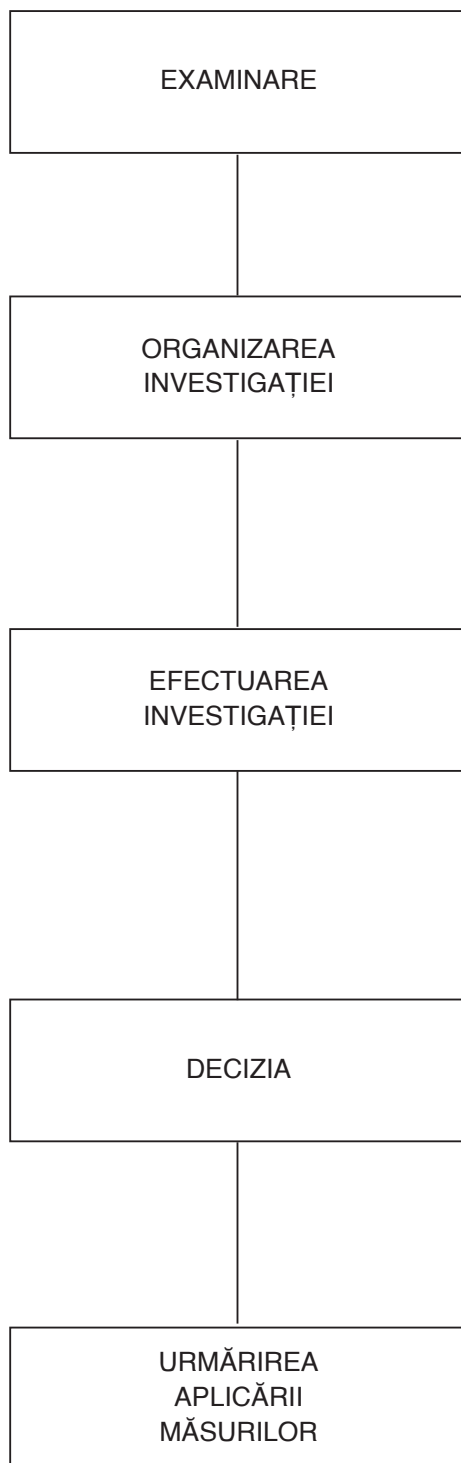 EXAMINARE
ORGANIZAREA
INVESTIGAȚIEI
EFECTUAREA
INVESTIGAȚIEI
DECIZIA
URMĂRIREA
APLICĂRII
MĂSURILOR